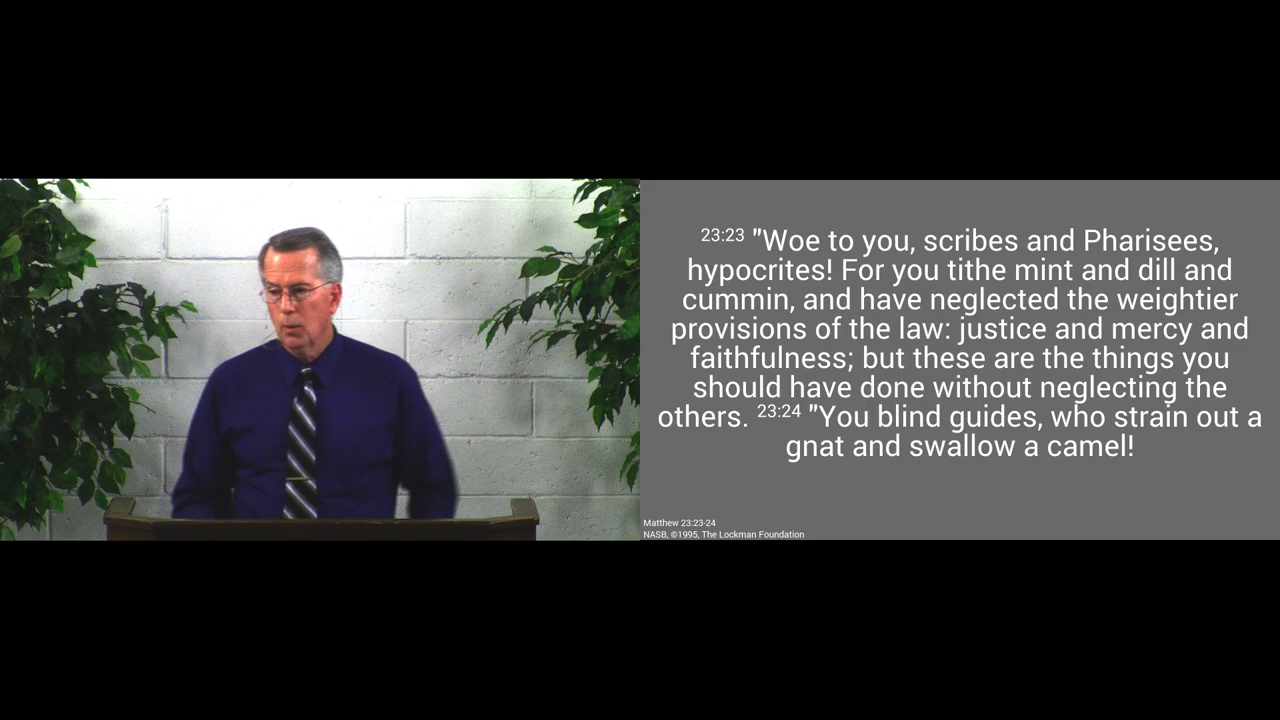 23:23 "Woe to you, scribes and Pharisees,
hypocrites! For you tithe mint and dill and
cummin, and have neglected the weightier
provisions of the law: justice and mercy and
faithfulness; but these are the things you
should have done without neglecting the
others. 23:24 "You blind guides, who strain out a
gnat and swallow a camel!
Matthew 23:23-24
NASB, ©1995, The Lockman Foundation